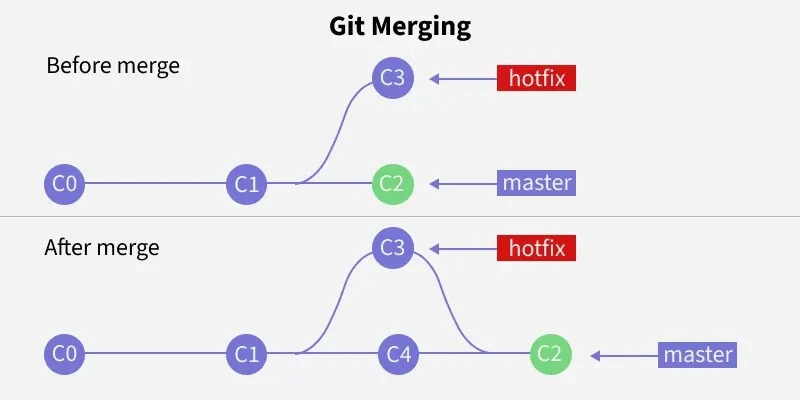 Git Merging
Before merge
C3
hotfix
C0
C1
C2
master
After merge
C3
hotfix
C0
C1
C4
C2
master